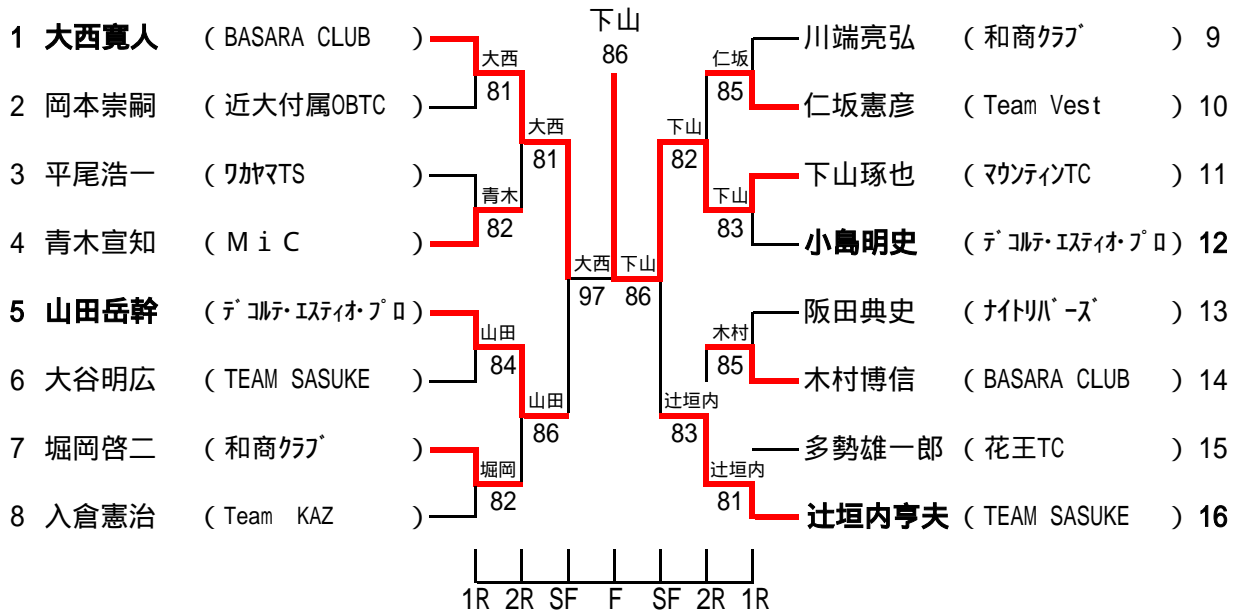 下山
86
1 大西寛人 ( BASARA CLUB )
2 岡本崇嗣 ( 近大付属OBTC )
3 平尾浩一 ( ﾜｶﾔﾏTS )
4 青木宣知 ( ＭｉＣ )
5 山田岳幹 ( ﾃﾞｺﾙﾃ･ｴｽﾃｨｵ･ﾌﾟﾛ )
6 大谷明広 ( TEAM SASUKE )
7 堀岡啓二 ( 和商ｸﾗﾌﾞ )
8 入倉憲治 ( Team KAZ )
大西
81
青木
82
山田
84
堀岡
82
大西
81
山田
86
大西
97
下山
86
下山
82
辻垣内
83
仁坂
85
下山
83
木村
85
辻垣内
81
川端亮弘 ( 和商ｸﾗﾌﾞ ) 9
仁坂憲彦 ( Team Vest ) 10
下山琢也 ( ﾏｳﾝﾃｨﾝTC ) 11
小島明史 ( ﾃﾞｺﾙﾃ･ｴｽﾃｨｵ･ﾌﾟﾛ ) 12
阪田典史 ( ﾅｲﾄﾘﾊﾞｰｽﾞ ) 13
木村博信 ( BASARA CLUB ) 14
多勢雄一郎 ( 花王TC ) 15
辻垣内亨夫 ( TEAM SASUKE ) 16
1R 2R SF F SF 2R 1R